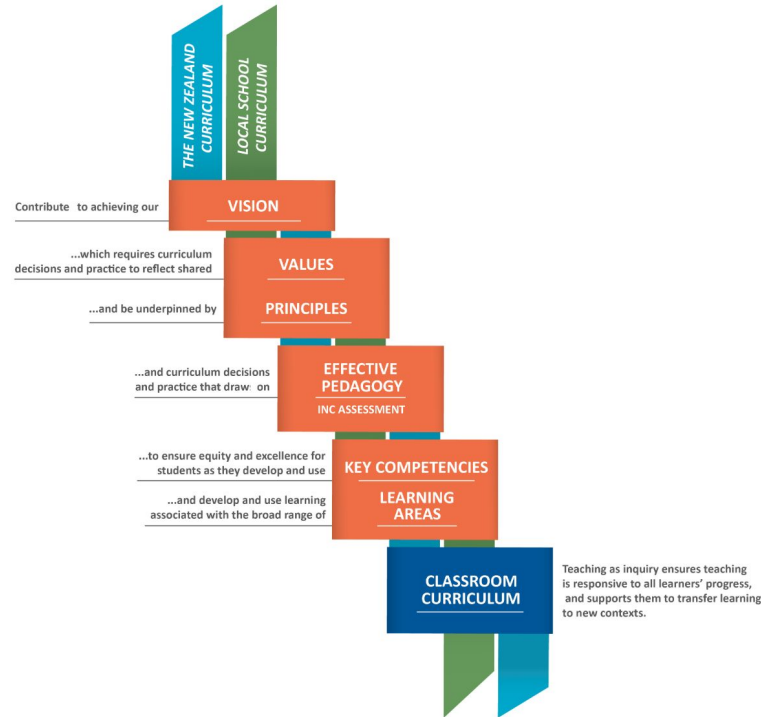 THE NEW ZEALAND
CURRICULUM
LOCAL SCHOOL
CURRICULUM
Contribute to achieving our
VISION
...which requires curriculum
decisions and practice to reflect shared
VALUES
...and be underpinned by
PRINCIPLES
...and curriculum decisions
and practice that draw on
EFFECTIVE
PEDAGOGY
INC ASSESSMENT
...to ensure equity and excellence for
students as they develop and use
KEY COMPETENCIES
...and develop and use learning
associated with the broad range of
LEARNING
AREAS
CLASSROOM
CURRICULUM
Teaching as inquiry ensures teaching
is responsive to all learners' progress,
and supports them to transfer learning
to new contexts.